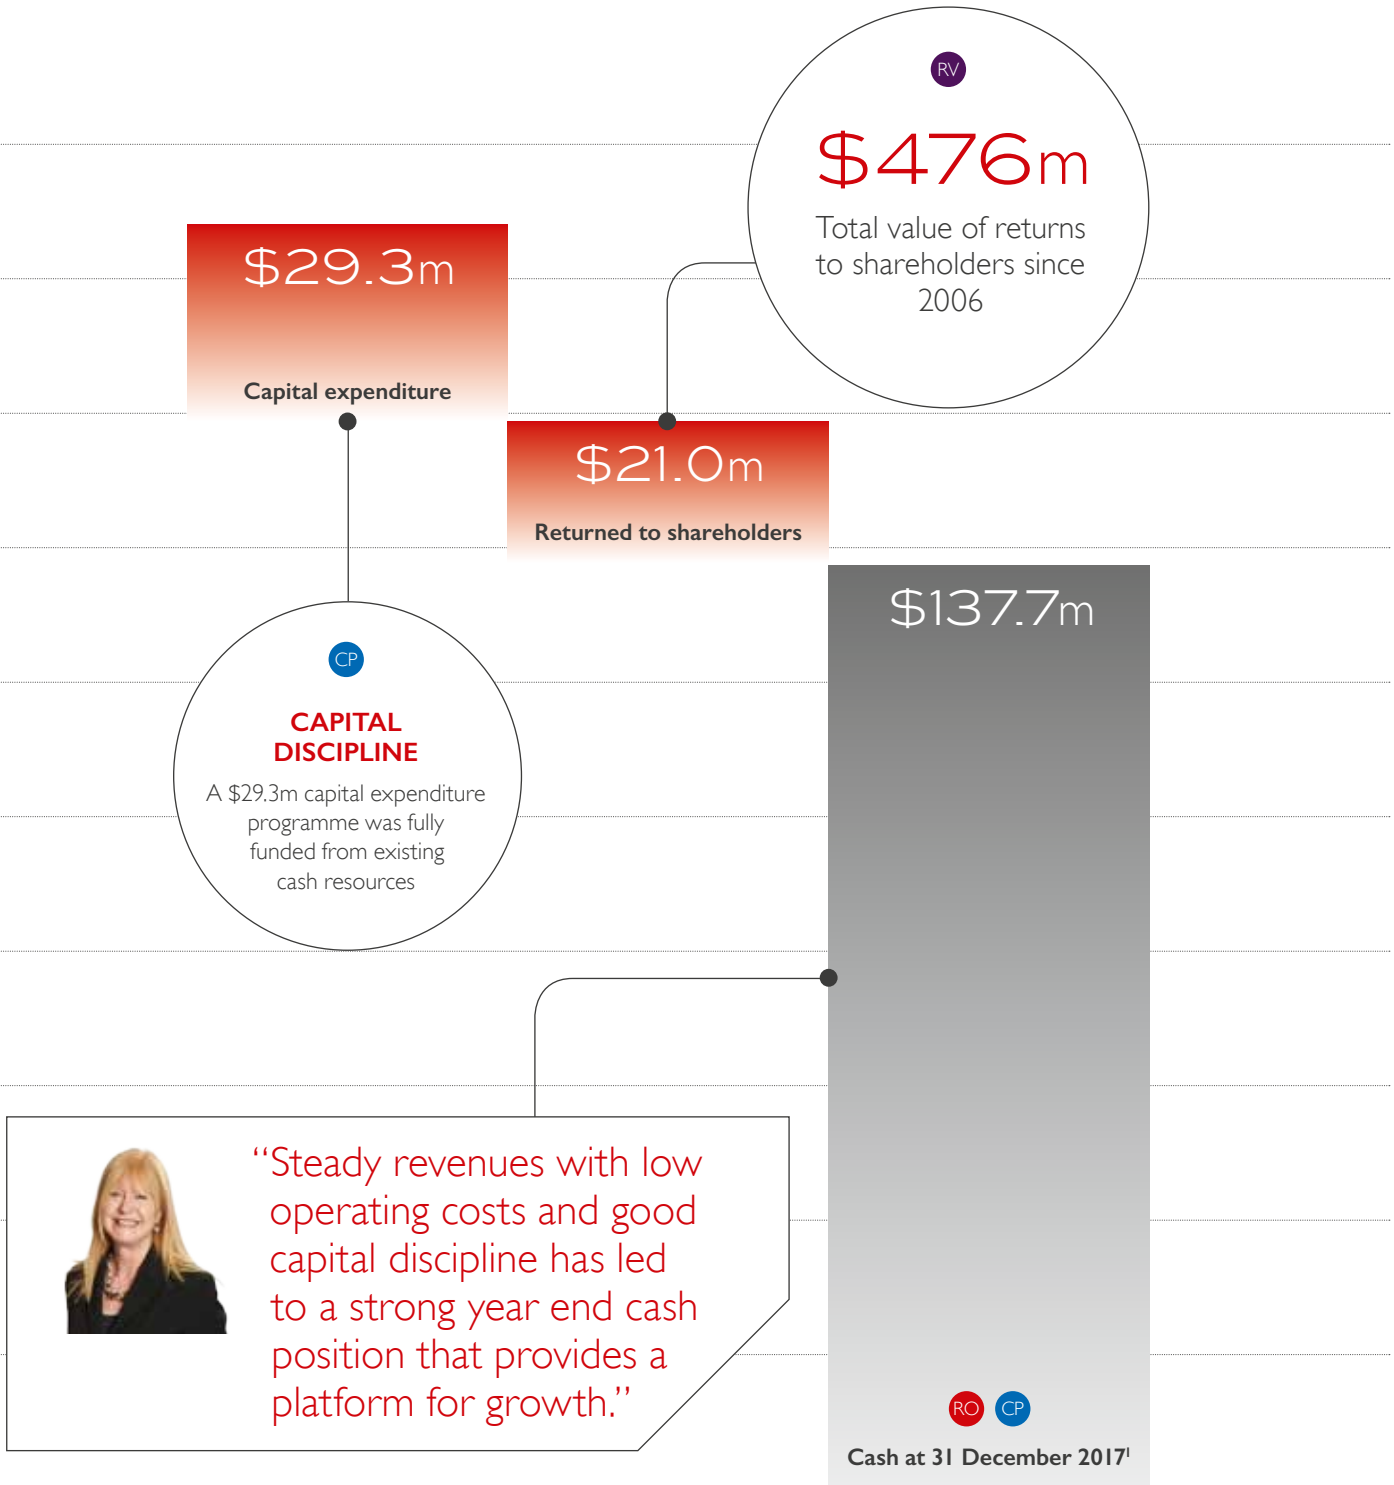 RV
$476m
Total value of returns
to shareholders since
2006
$29.3m
Capital expenditure
$21.0m
Returned to shareholders
$137.7m
CP
CAPITAL
DISCIPLINE
A $29.3m capital expenditure
programme was fully
funded from existing
cash resources
“Steady revenues with low
operating costs and good
capital discipline has led
to a strong year end cash
position that provides a
platform for growth.”
RO CP
Cash at 31 December 2017¹